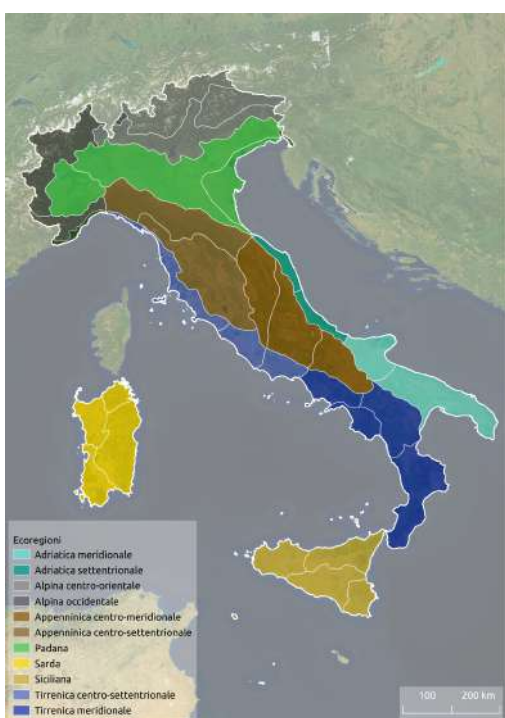 Ecoregioni
Adriatica meridionale
Adriatica settentrionale
Alpina centro-orientale
Alpina occidentale
Appenninica centro-meridionale
Appenninica centro-settentrionale
Padana
Sarda
Siciliana
Tirrenica centro-settentrionale
Tirrenica meridionale
100 200 km